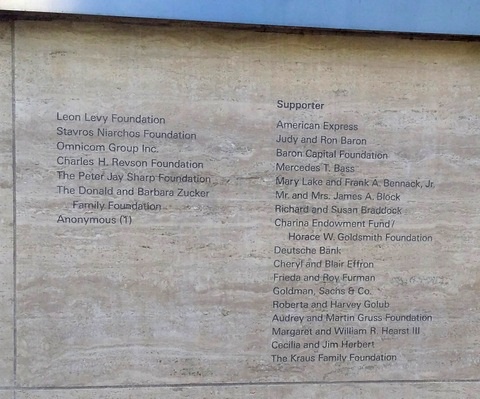 Leon Levy Foundation
Stavros Niarchos Foundation
Omnicom Group Inc.
Charles H. Revson Foundation
The Peter Jay Sharp Foundation
The Donald and Barbara Zucker
Family Foundation
Anonymous (1)
Supporter
American Express
Judy and Ron Baron
Baron Capital Foundation
Mercedes T. Bass
Mary Lake and Frank A. Bennack, Jr.
Mr. and Mrs. James A. Block
Richard and Susan Braddock
Charina Endowment Fund/
Horace W. Goldsmith Foundation
Deutsche Bank
Cheryl and Blair Effron
Frieda and Roy Furman
Goldman, Sachs & Co.
Roberta and Harvey Golub
Audrey and Martin Gruss Foundation
Margaret and William R. Hearst III
Cecilia and Jim Herbert
The Kraus Family Foundation